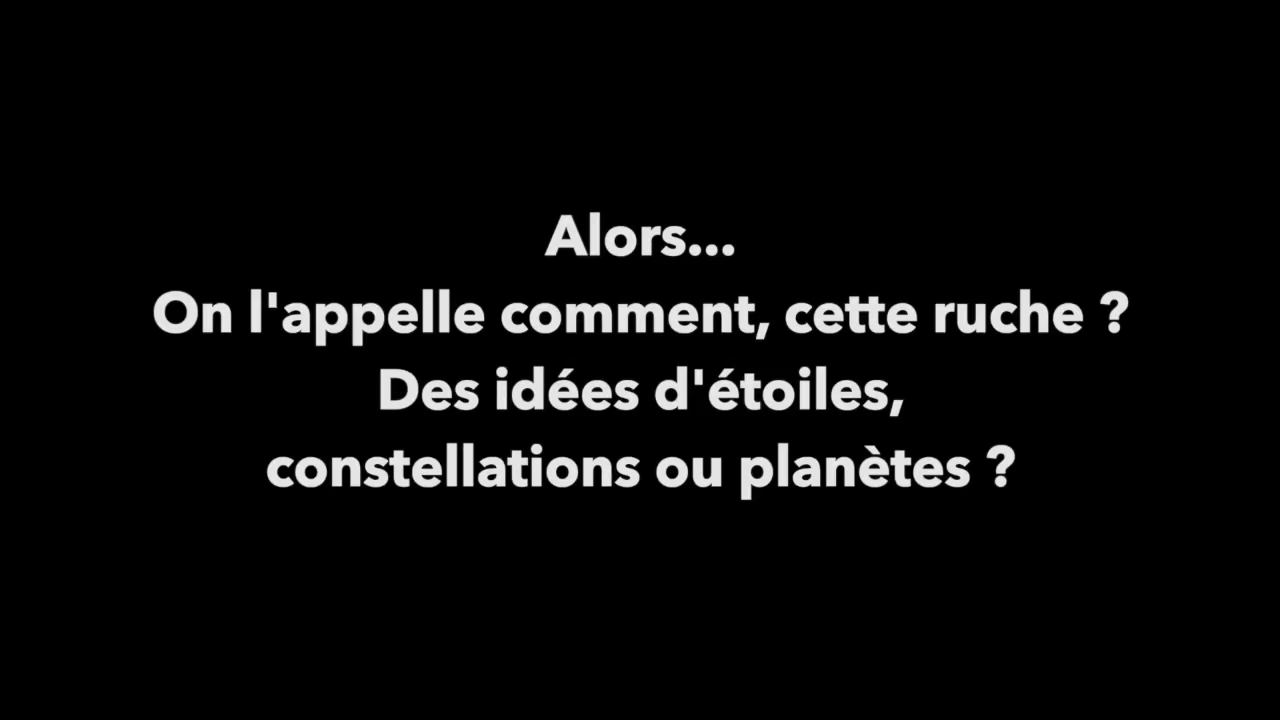 Alors...
On l'appelle comment, cette ruche ?
Des idées d'étoiles,
constellations ou planètes ?